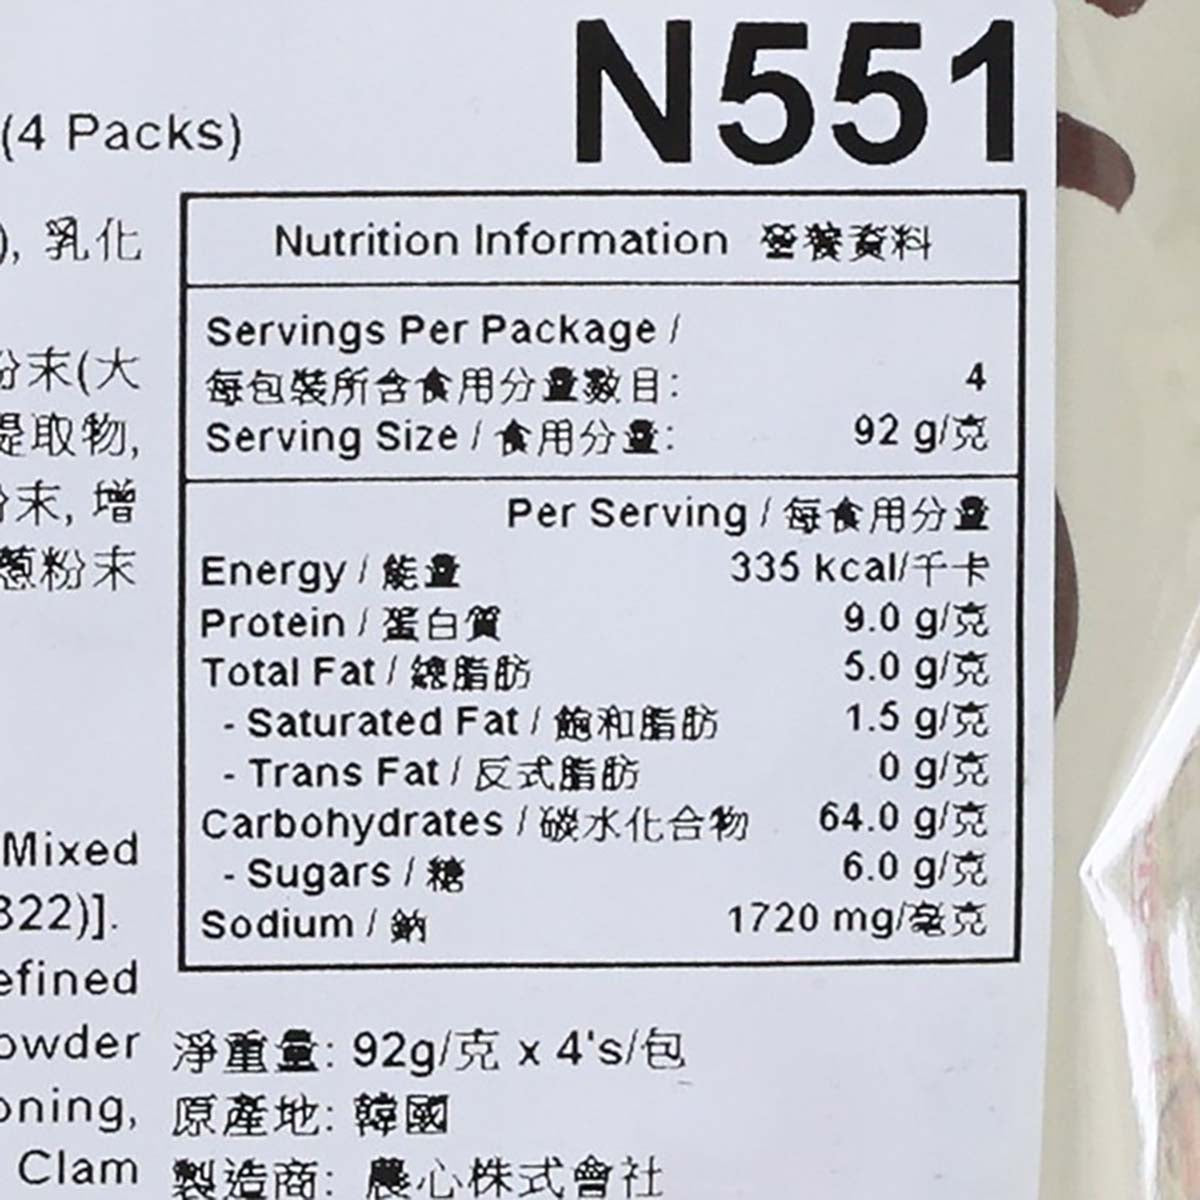 N551
(4 Packs)
), 乳化
粉末(大
提取物,
粉末, 增
蔥粉末
Mixed
322)].
efined
owder
oning,
Clam
Nutrition Information 營養資料
Servings Per Package /
每包裝所含食用分量數目: 4
Serving Size / 食用分量: 92 g/克
Per Serving / 每食用分量
Energy / 能量 335 kcal/千卡
Protein / 蛋白質 9.0 g/克
Total Fat / 總脂肪 5.0 g/克
- Saturated Fat / 飽和脂肪 1.5 g/克
- Trans Fat / 反式脂肪 0 g/克
Carbohydrates / 碳水化合物 64.0 g/克
- Sugars / 糖 6.0 g/克
Sodium / 鈉 1720 mg/毫克
淨重量: 92g/克 x 4's/包
原產地: 韓國
製造商: 農心株式會社